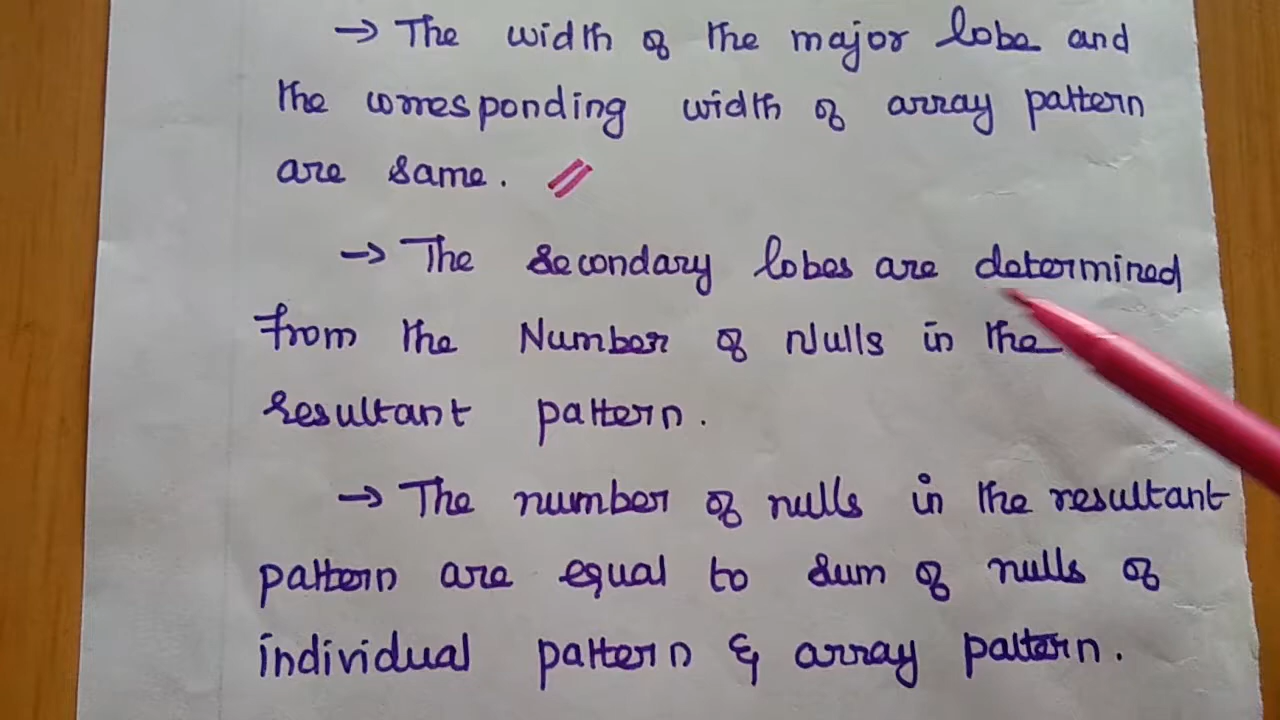 → The width of the major lobe and
the corresponding width of array pattern
are same.
→ The secondary lobes are determined
from the Number of Nulls in the
resultant pattern.
→ The number of nulls in the resultant
pattern are equal to sum of nulls of
individual pattern & array pattern.